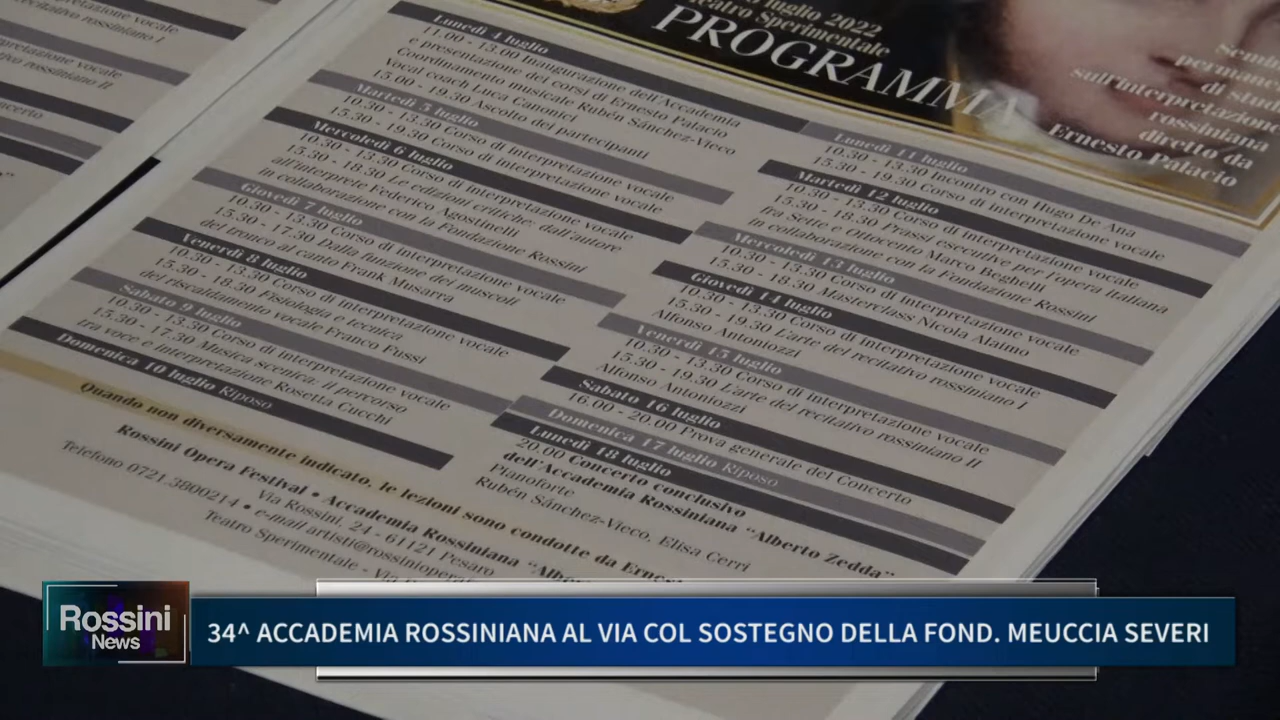 vocale
rossiniano I
vocale
rossiniano II
luglio 2022
Teatro Sperimentale
PROGRAMMA
permanente
di studi
sull'interpretazione
rossiniana
diretto da
Ernesto Palacio
Lunedì 4 luglio
11.00 - 13.00 Inaugurazione dell'Accademia
e presentazione dei corsi di Ernesto Palacio
Coordinamento musicale Rubén Sánchez-Vieco
Vocal coach Luca Canonici
15.00 - 19.30 Ascolto dei partecipanti
Martedì 5 luglio
10.30 - 13.30 Corso di interpretazione vocale
15.30 - 19.30 Corso di interpretazione vocale
Mercoledì 6 luglio
10.30 - 13.30 Corso di interpretazione vocale
15.30 - 18.30 Le edizioni critiche: dall'autore
all'interprete Federico Agostinelli
in collaborazione con la Fondazione Rossini
Giovedì 7 luglio
10.30 - 13.30 Corso di interpretazione vocale
15.30 - 17.30 Dalla funzione dei muscoli
del tronco al canto Frank Musarra
Venerdì 8 luglio
10.30 - 13.30 Corso di interpretazione vocale
15.30 - 18.30 Fisiologia e tecnica
del riscaldamento vocale Franco Fussi
Sabato 9 luglio
10.30 - 13.30 Corso di interpretazione vocale
15.30 - 17.30 Musica scenica: il percorso
tra voce e interpretazione Rosetta Cucchi
Domenica 10 luglio Riposo
Lunedì 11 luglio
10.30 - 13.30 Incontro con Hugo De Ana
15.30 - 19.30 Corso di interpretazione vocale
Martedì 12 luglio
10.30 - 13.30 Corso di interpretazione vocale
15.30 - 18.30 Prassi esecutive per l'opera italiana
fra Sette e Ottocento Marco Beghelli
in collaborazione con la Fondazione Rossini
Mercoledì 13 luglio
10.30 - 13.30 Corso di interpretazione vocale
15.30 - 18.30 Masterclass Nicola Alaimo
Giovedì 14 luglio
10.30 - 13.30 Corso di interpretazione vocale
15.30 - 19.30 L'arte del recitativo rossiniano I
Alfonso Antoniozzi
Venerdì 15 luglio
10.30 - 13.30 Corso di interpretazione vocale
15.30 - 19.30 L'arte del recitativo rossiniano II
Alfonso Antoniozzi
Sabato 16 luglio
16.00 - 20.00 Prova generale del Concerto
Domenica 17 luglio Riposo
Lunedì 18 luglio
20.00 Concerto conclusivo
dell'Accademia Rossiniana "Alberto Zedda"
Pianoforte
Rubén Sánchez-Vieco, Elisa Cerri
Quando non diversamente indicato, le lezioni sono condotte da
Rossini Opera Festival • Accademia Rossiniana
Via Rossini, 24 - 61121 Pesaro
Telefono 0721.3800214 • e-mail
Teatro Sperimentale -
Rossini
News
34^ ACCADEMIA ROSSINIANA AL VIA COL SOSTEGNO DELLA FOND. MEUCCIA SEVERI